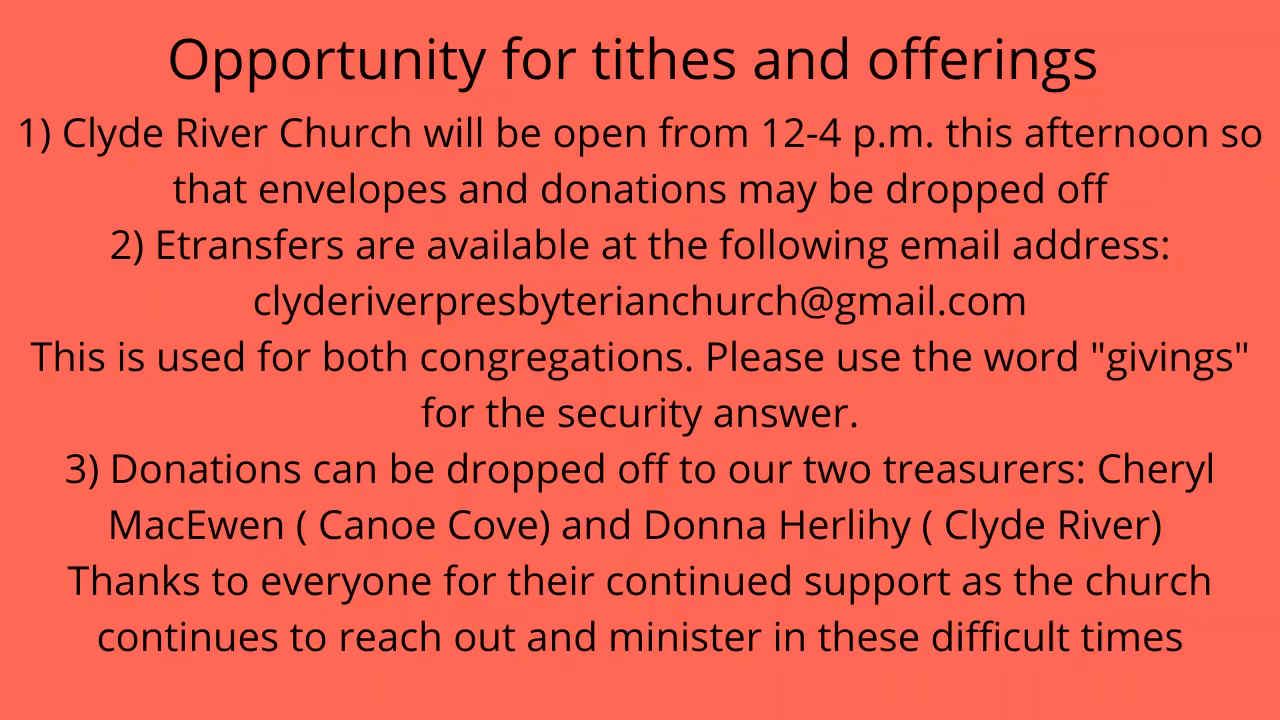 Opportunity for tithes and offerings
1) Clyde River Church will be open from 12-4 p.m. this afternoon so
that envelopes and donations may be dropped off
2) Etransfers are available at the following email address:
clyderiverpresbyterianchurch@gmail.com
This is used for both congregations. Please use the word "givings"
for the security answer.
3) Donations can be dropped off to our two treasurers: Cheryl
MacEwen ( Canoe Cove) and Donna Herlihy ( Clyde River)
Thanks to everyone for their continued support as the church
continues to reach out and minister in these difficult times